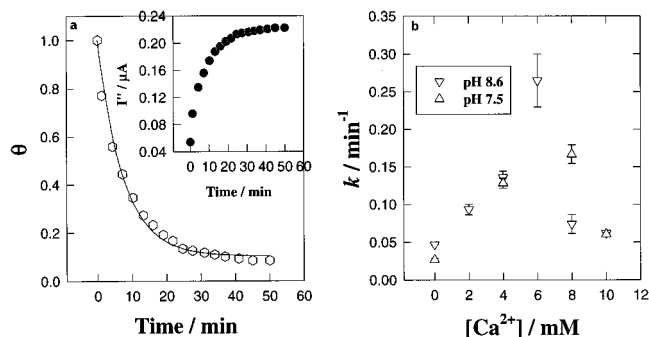 a
1.0
0.8
0.6
0.4
0.2
0.0
θ
0 10 20 30 40 50 60
Time / min
0.24
0.20
0.16
0.12
0.08
0.04
I'' / µA
0 10 20 30 40 50 60
Time / min
b
0.35
0.30
0.25
0.20
0.15
0.10
0.05
0.00
k / min⁻¹
pH 8.6
pH 7.5
0 2 4 6 8 10 12
[Ca²⁺] / mM